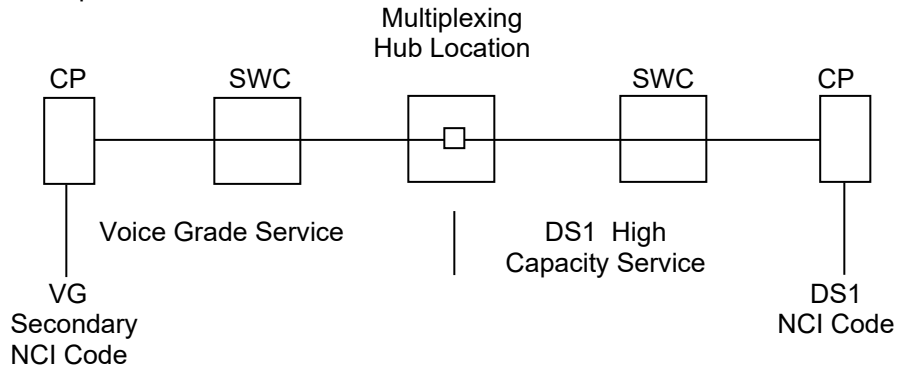 Multiplexing
Hub Location
CP
SWC
SWC
CP
Voice Grade Service
DS1 High
Capacity Service
VG
Secondary
NCI Code
DS1
NCI Code